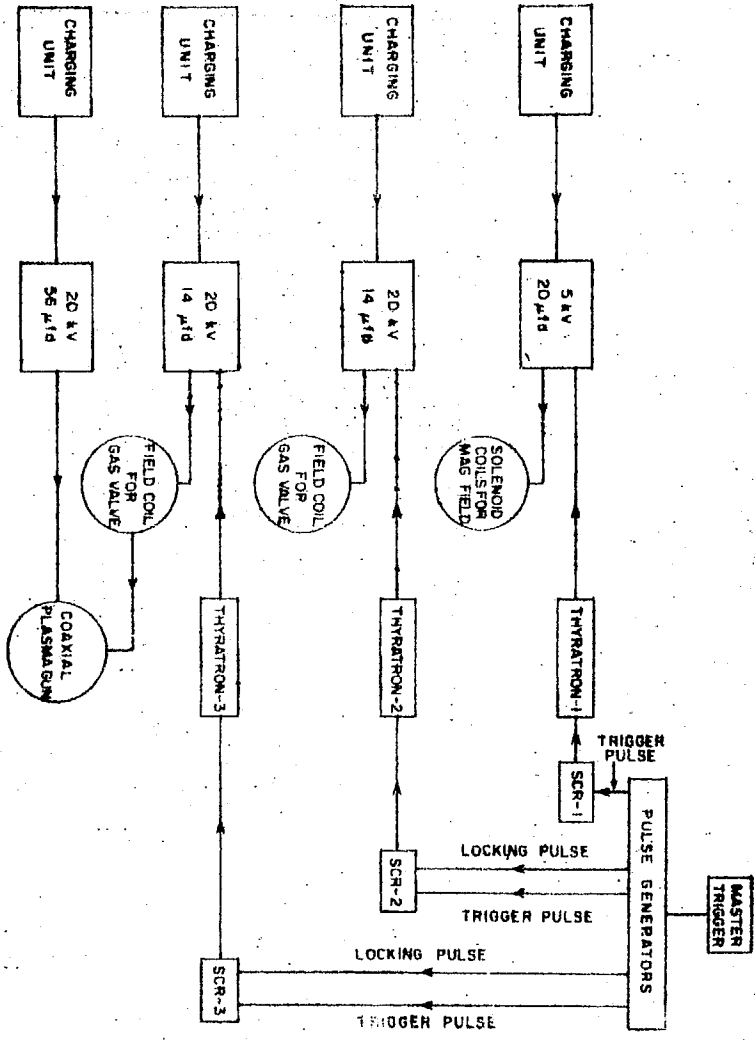 CHARGING
UNIT
CHARGING
UNIT
CHARGING
UNIT
CHARGING
UNIT
5 kV
20 µfd
20 kV
14 µfd
20 kV
14 µfd
20 kV
56 µfd
SOLENOID
COILS FOR
MAG FIELD
FIELD COIL
FOR
GAS VALVE
FIELD COIL
FOR
GAS VALVE
COAXIAL
PLASMAGUN
THYRATRON-1
THYRATRON-2
THYRATRON-3
TRIGGER
PULSE
SCR-1
LOCKING PULSE
SCR-2
TRIGGER PULSE
LOCKING PULSE
SCR-3
TRIGGER PULSE
PULSE GENERATORS
MASTER
TRIGGER